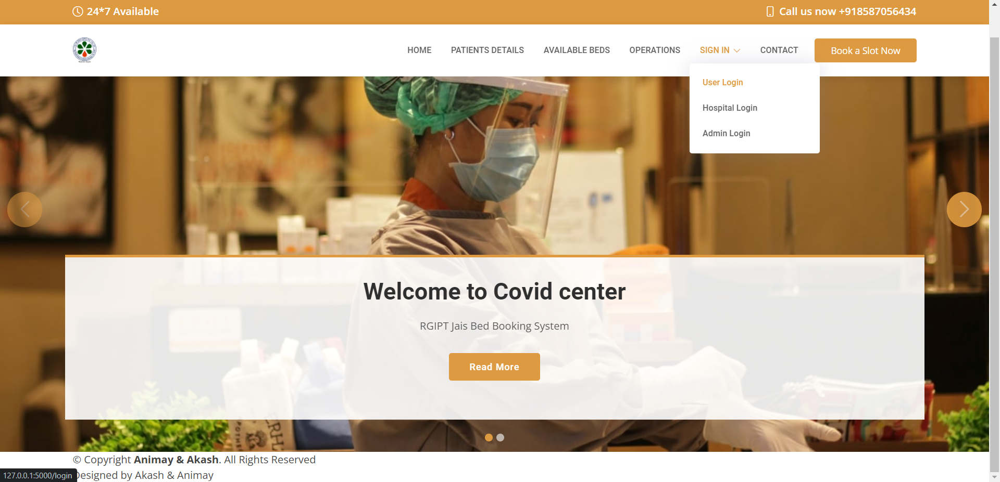 24*7 Available
Call us now +918587056434
HOME PATIENTS DETAILS AVAILABLE BEDS OPERATIONS SIGN IN CONTACT Book a Slot Now
User Login
Hospital Login
Admin Login
Welcome to Covid center
RGIPT Jais Bed Booking System
Read More
© Copyright Animay & Akash. All Rights Reserved
Designed by Akash & Animay
127.0.0.1:5000/login